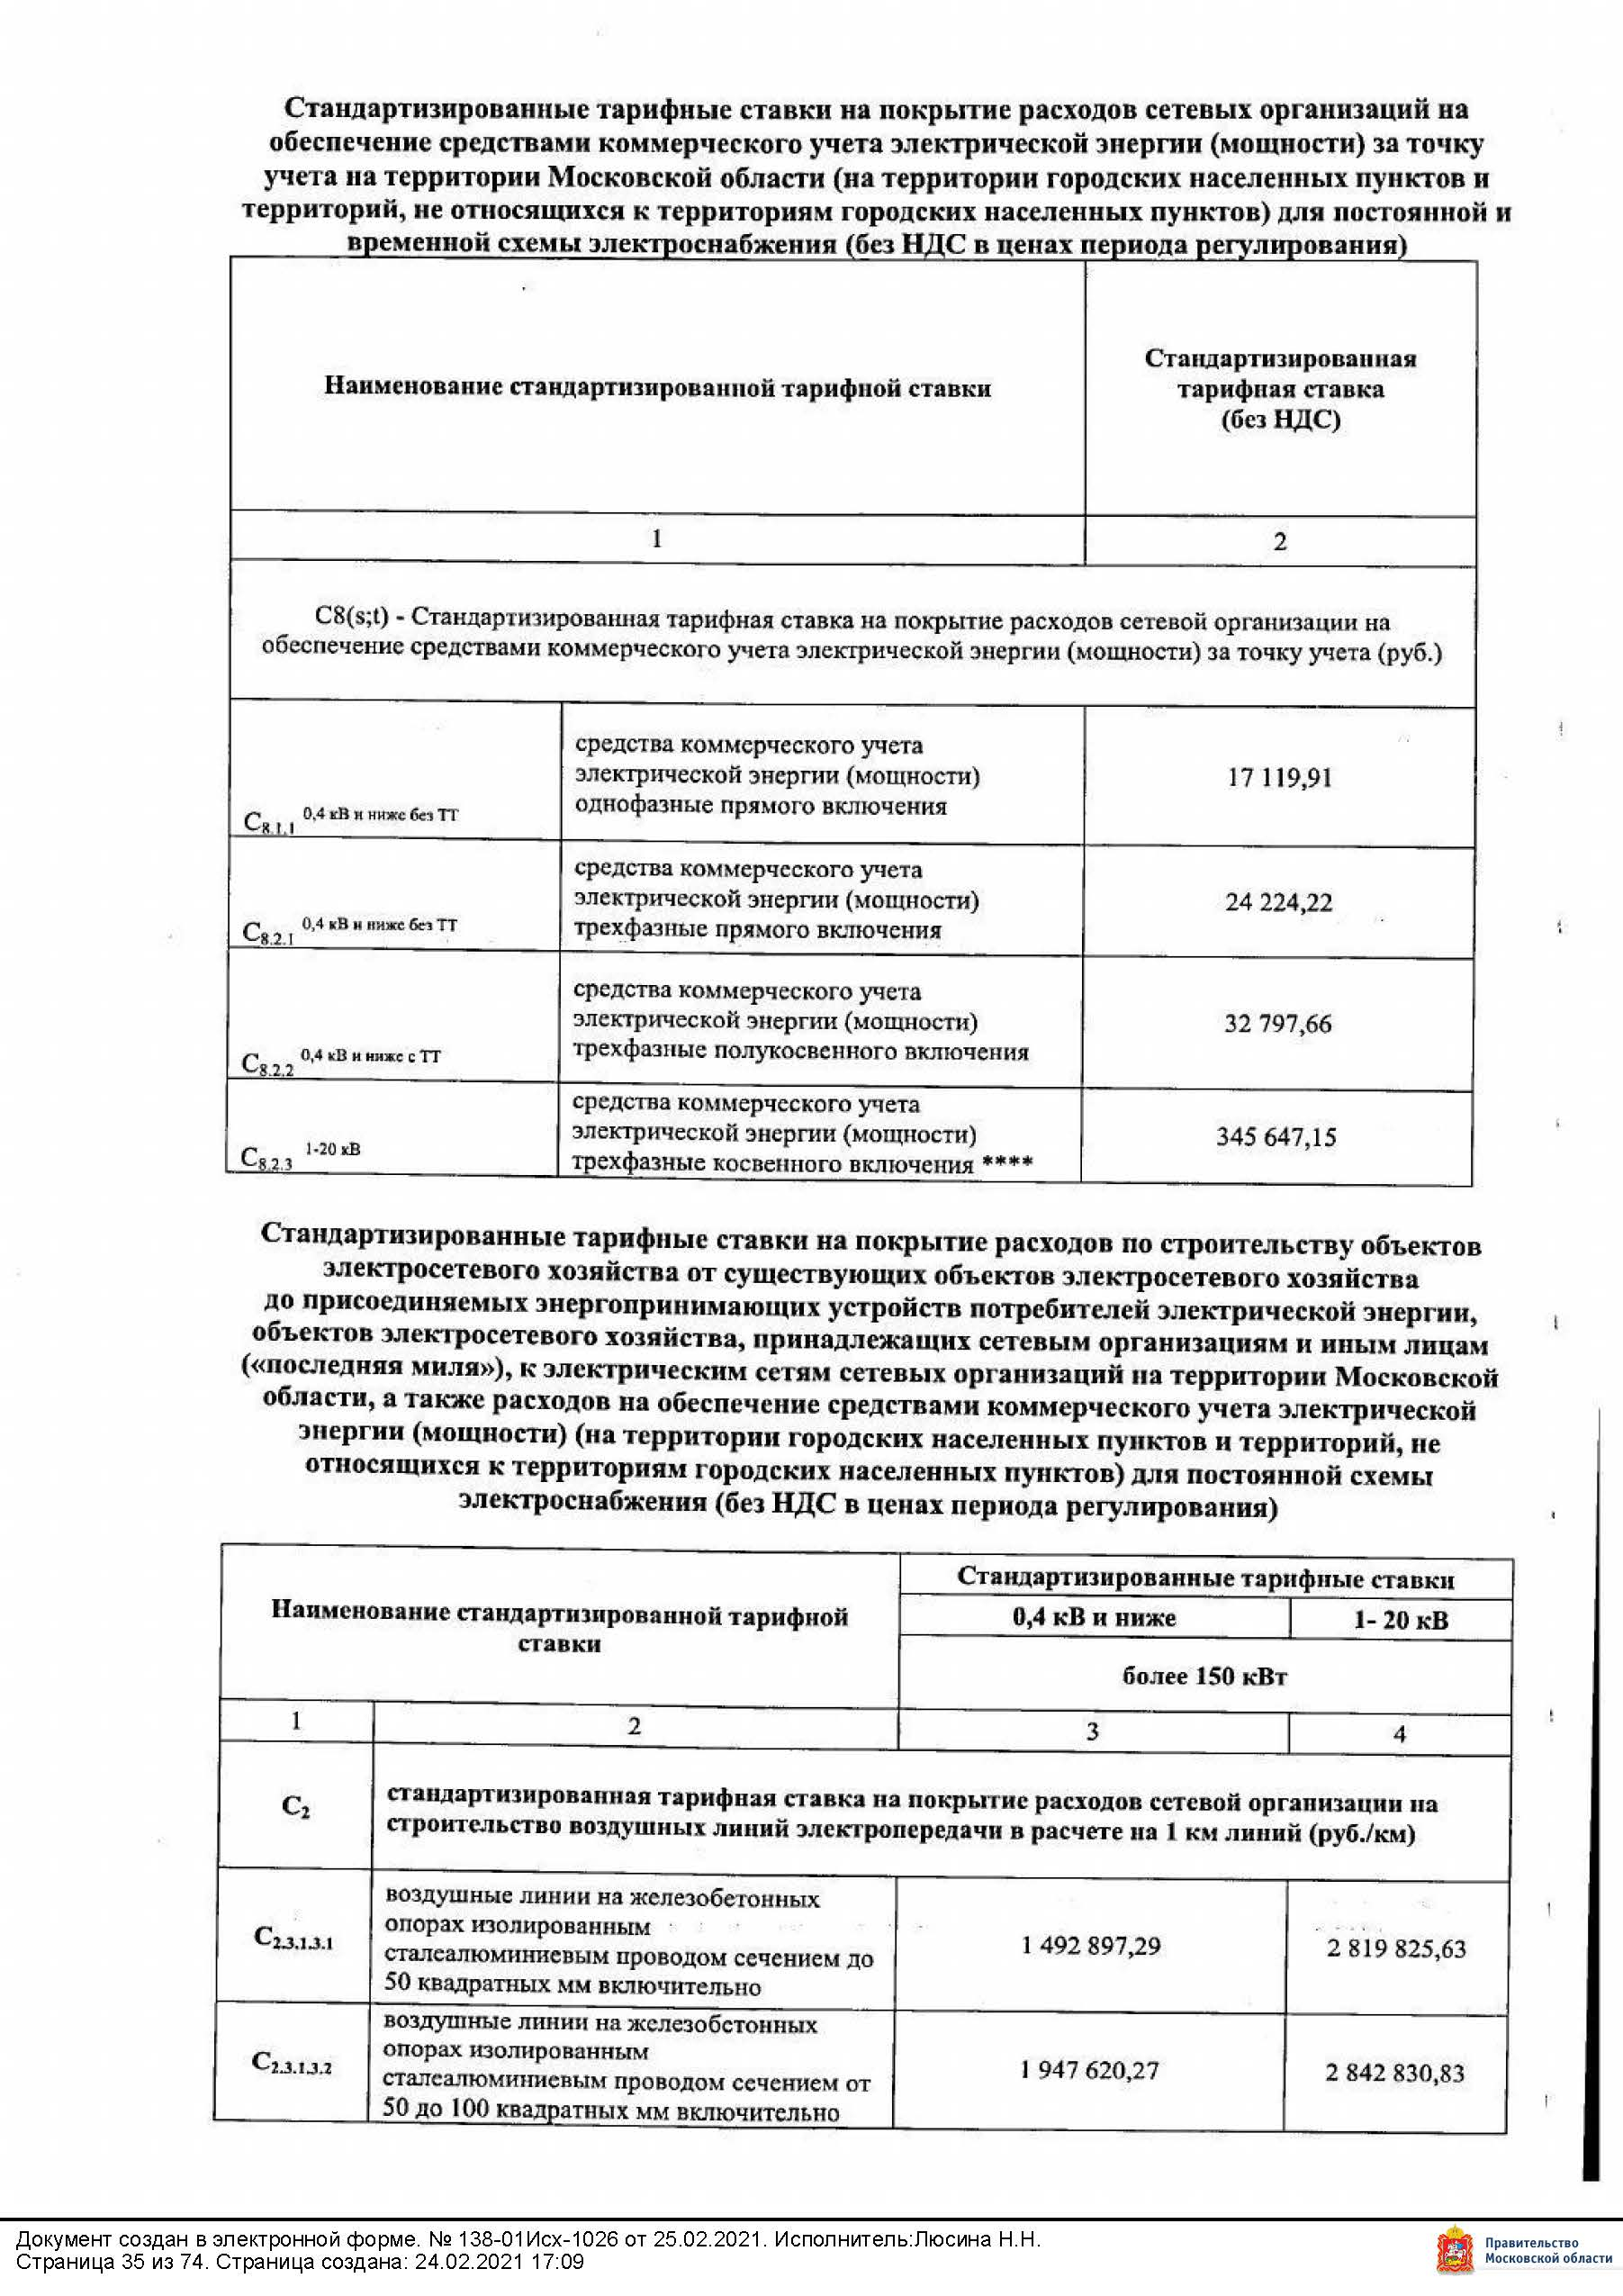 Стандартизированные тарифные ставки на покрытие расходов сетевых организаций на
обеспечение средствами коммерческого учета электрической энергии (мощности) за точку
учета на территории Московской области (на территории городских населенных пунктов и
территорий, не относящихся к территориям городских населенных пунктов) для постоянной и
временной схемы электроснабжения (без НДС в ценах периода регулирования)
Наименование стандартизированной тарифной ставки
Стандартизированная
тарифная ставка
(без НДС)
1
2
C8(s;t) - Стандартизированная тарифная ставка на покрытие расходов сетевой организации на
обеспечение средствами коммерческого учета электрической энергии (мощности) за точку учета (руб.)
C8.1.1 0,4 кВ и ниже без ТТ
средства коммерческого учета
электрической энергии (мощности)
однофазные прямого включения
17 119,91
C8.2.1 0,4 кВ и ниже без ТТ
средства коммерческого учета
электрической энергии (мощности)
трехфазные прямого включения
24 224,22
C8.2.2 0,4 кВ и ниже с ТТ
средства коммерческого учета
электрической энергии (мощности)
трехфазные полукосвенного включения
32 797,66
C8.2.3 1-20 кВ
средства коммерческого учета
электрической энергии (мощности)
трехфазные косвенного включения ****
345 647,15
Стандартизированные тарифные ставки на покрытие расходов по строительству объектов
электросетевого хозяйства от существующих объектов электросетевого хозяйства
до присоединяемых энергопринимающих устройств потребителей электрической энергии,
объектов электросетевого хозяйства, принадлежащих сетевым организациям и иным лицам
(«последняя миля»), к электрическим сетям сетевых организаций на территории Московской
области, а также расходов на обеспечение средствами коммерческого учета электрической
энергии (мощности) (на территории городских населенных пунктов и территорий, не
относящихся к территориям городских населенных пунктов) для постоянной схемы
электроснабжения (без НДС в ценах периода регулирования)
Наименование стандартизированной тарифной
ставки
Стандартизированные тарифные ставки
0,4 кВ и ниже
1- 20 кВ
более 150 кВт
1
2
3
4
C2
стандартизированная тарифная ставка на покрытие расходов сетевой организации на
строительство воздушных линий электропередачи в расчете на 1 км линий (руб./км)
C2.3.1.3.1
воздушные линии на железобетонных
опорах изолированным
сталеалюминиевым проводом сечением до
50 квадратных мм включительно
1 492 897,29
2 819 825,63
C2.3.1.3.2
воздушные линии на железобетонных
опорах изолированным
сталеалюминиевым проводом сечением от
50 до 100 квадратных мм включительно
1 947 620,27
2 842 830,83
Документ создан в электронной форме. № 138-01Исх-1026 от 25.02.2021. Исполнитель:Люсина Н.Н.
Страница 35 из 74. Страница создана: 24.02.2021 17:09
Правительство
Московской области